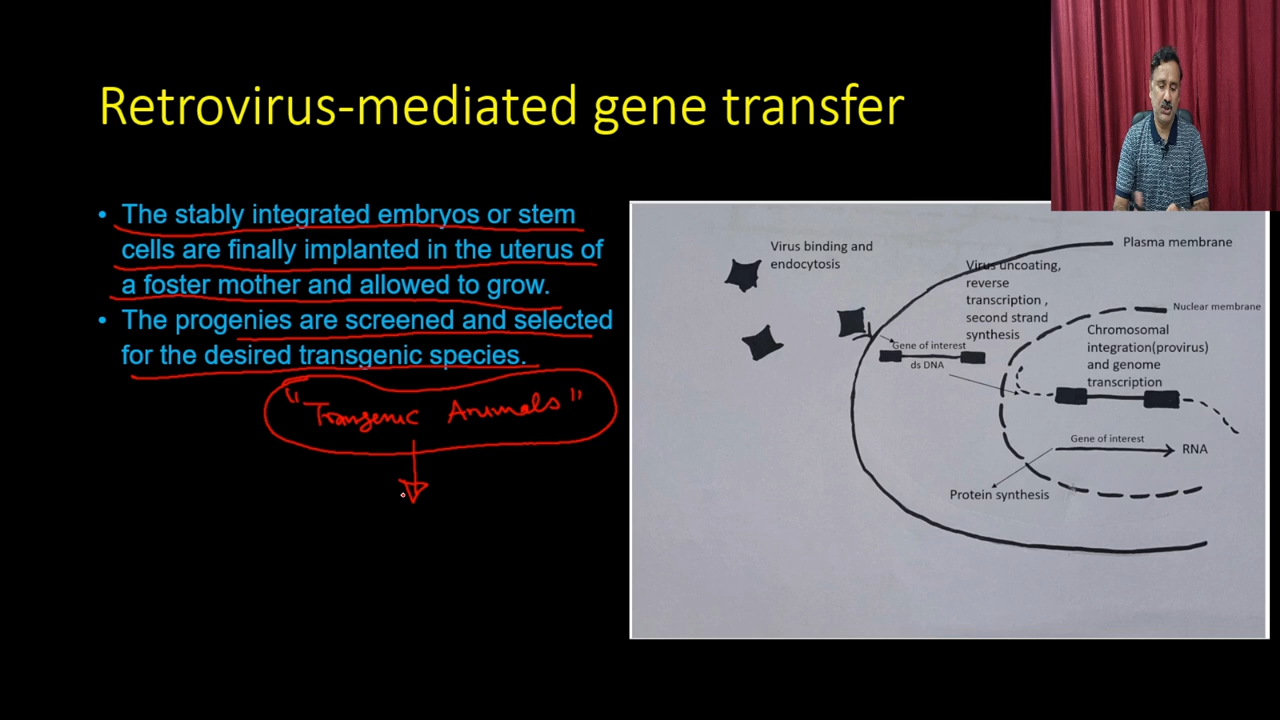 Retrovirus-mediated gene transfer
• The stably integrated embryos or stem
cells are finally implanted in the uterus of
a foster mother and allowed to grow.
• The progenies are screened and selected
for the desired transgenic species.
"Transgenic Animals"
Virus binding and
endocytosis
Plasma membrane
Virus uncoating,
reverse
transcription ,
second strand
synthesis
Nuclear membrane
Gene of interest
ds DNA
Chromosomal
integration(provirus)
and genome
transcription
Gene of interest
RNA
Protein synthesis